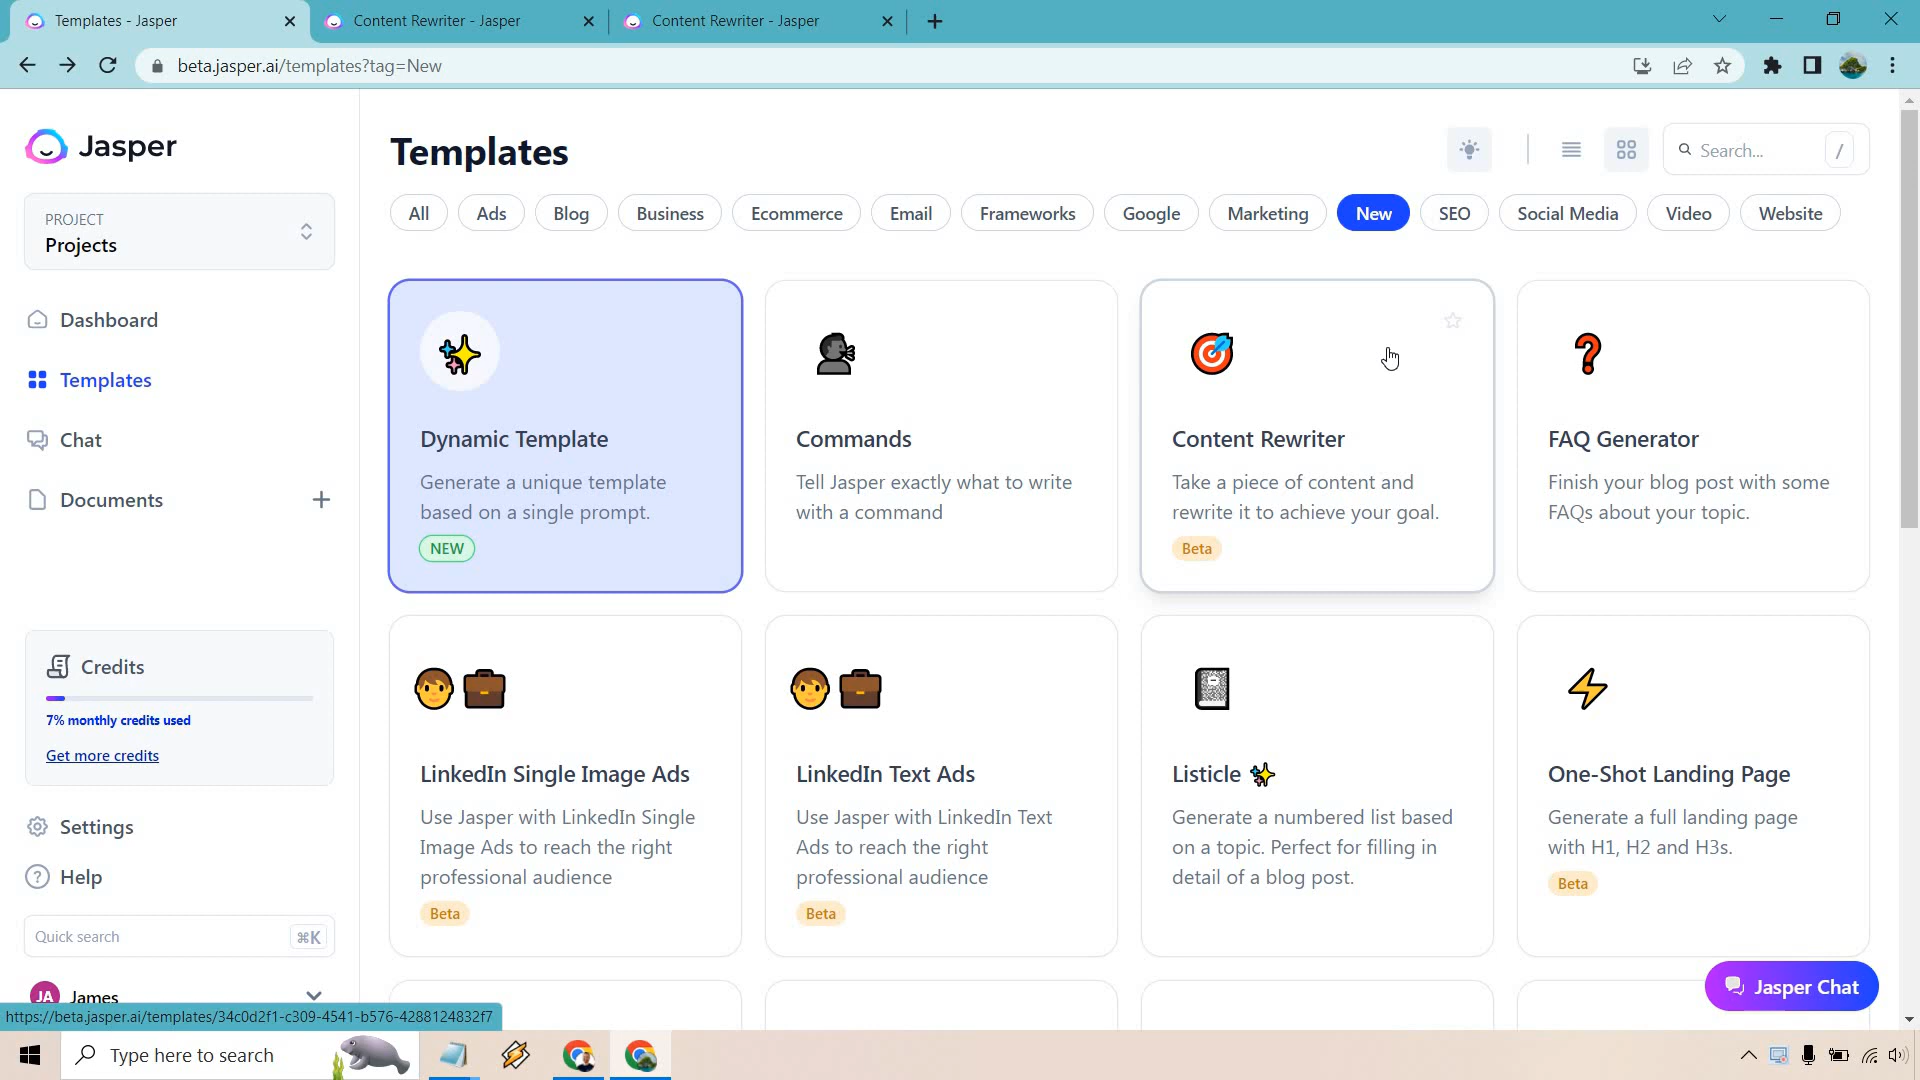 Templates - Jasper
Content Rewriter - Jasper
Content Rewriter - Jasper
beta.jasper.ai/templates?tag=New
Jasper
PROJECT
Projects
Dashboard
Templates
Chat
Documents
Credits
7% monthly credits used
Get more credits
Settings
Help
Quick search
⌘K
JA James
https://beta.jasper.ai/templates/34c0d2f1-c309-4541-b576-4288124832f7
Templates
Search...
/
All
Ads
Blog
Business
Ecommerce
Email
Frameworks
Google
Marketing
New
SEO
Social Media
Video
Website
Dynamic Template
Generate a unique template
based on a single prompt.
NEW
Commands
Tell Jasper exactly what to write
with a command
Content Rewriter
Take a piece of content and
rewrite it to achieve your goal.
Beta
FAQ Generator
Finish your blog post with some
FAQs about your topic.
LinkedIn Single Image Ads
Use Jasper with LinkedIn Single
Image Ads to reach the right
professional audience
Beta
LinkedIn Text Ads
Use Jasper with LinkedIn Text
Ads to reach the right
professional audience
Beta
Listicle ✨
Generate a numbered list based
on a topic. Perfect for filling in
detail of a blog post.
One-Shot Landing Page
Generate a full landing page
with H1, H2 and H3s.
Beta
Jasper Chat
Type here to search